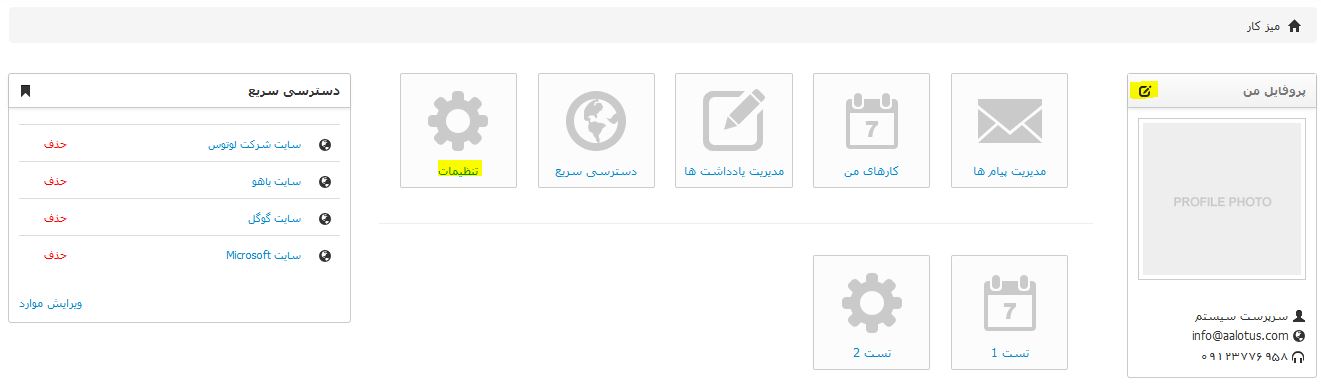 میز کار
پروفایل من
PROFILE PHOTO
سرپرست سیستم
info@aalotus.com
۰۹۱۲۳۷۷۶۹۵۸
مدیریت پیام ها
7
کارهای من
مدیریت یادداشت ها
دسترسی سریع
تنظیمات
7
تست 1
تست 2
دسترسی سریع
سایت شرکت لوتوس حذف
سایت یاهو حذف
سایت گوگل حذف
سایت Microsoft حذف
ویرایش موارد